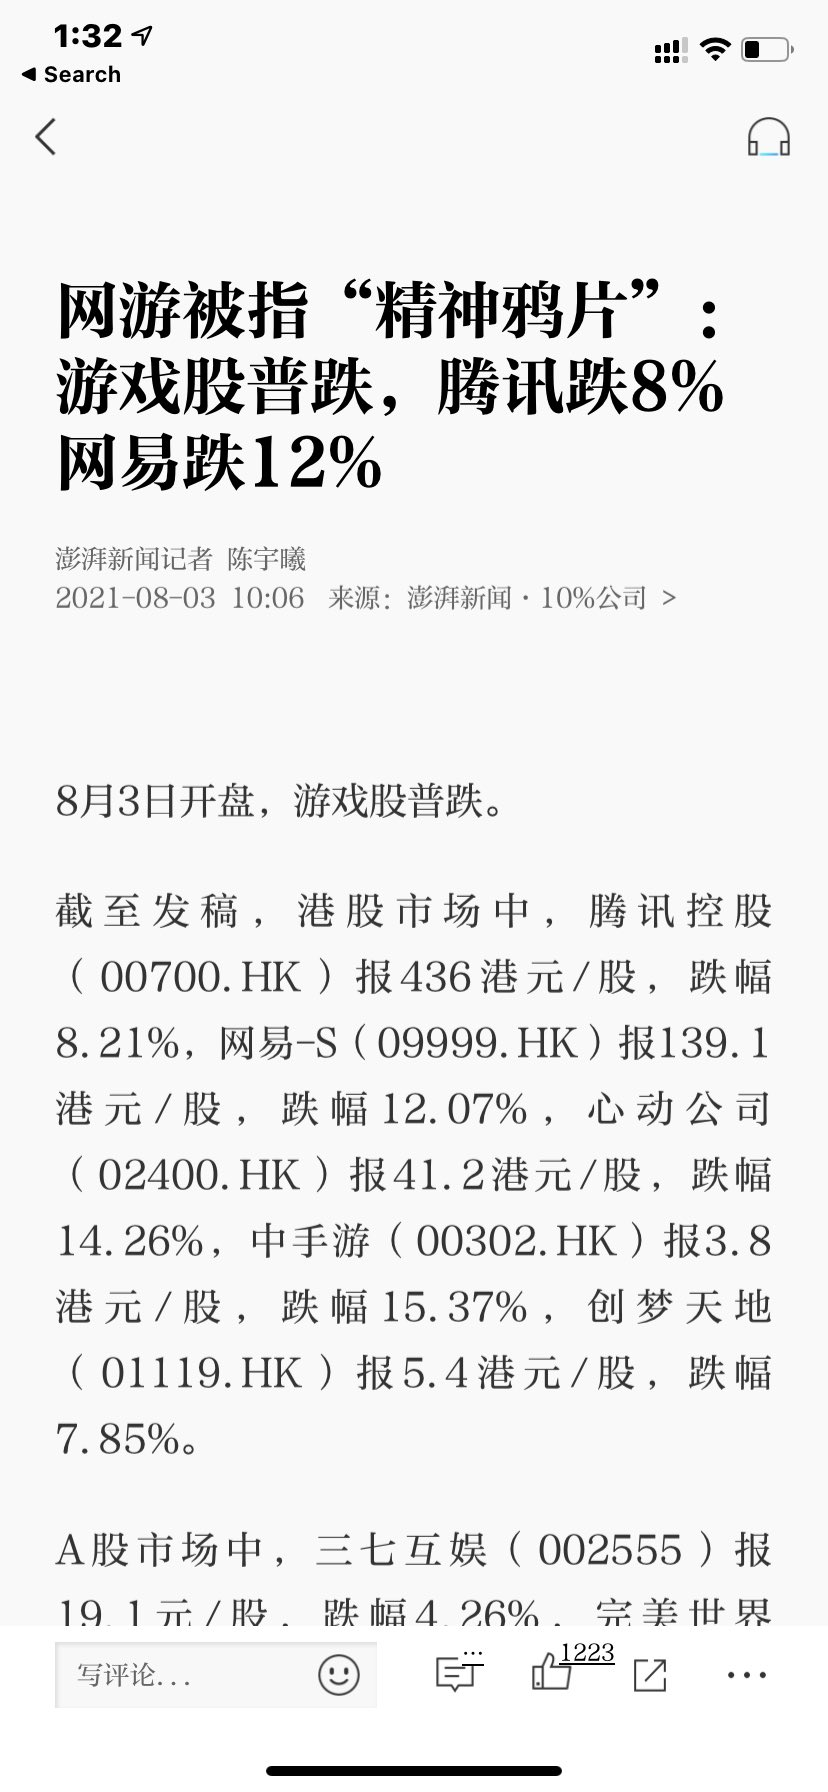 1:32
◀ Search
网游被指“精神鸦片”：
游戏股普跌，腾讯跌8%
网易跌12%
澎湃新闻记者 陈宇曦
2021-08-03 10:06 来源：澎湃新闻·10%公司 >
8月3日开盘，游戏股普跌。
截至发稿，港股市场中，腾讯控股
（00700.HK）报436港元/股，跌幅
8.21%，网易-S（09999.HK）报139.1
港元/股，跌幅12.07%，心动公司
（02400.HK）报41.2港元/股，跌幅
14.26%，中手游（00302.HK）报3.8
港元/股，跌幅15.37%，创梦天地
（01119.HK）报5.4港元/股，跌幅
7.85%。
A股市场中，三七互娱（002555）报
19.1元/股，跌幅4.26%，完美世界
写评论...
1223